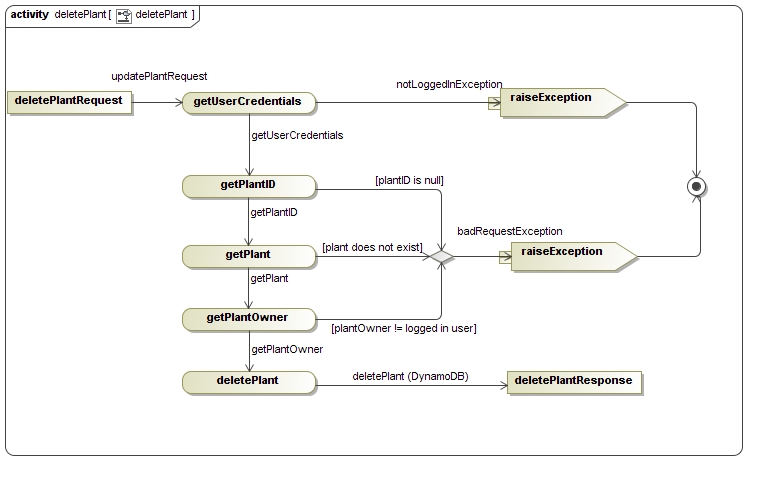 activity deletePlant [ deletePlant ]
updatePlantRequest
notLoggedInException
deletePlantRequest
getUserCredentials
raiseException
getUserCredentials
getPlantID
[plantID is null]
getPlantID
badRequestException
getPlant
[plant does not exist]
raiseException
getPlant
getPlantOwner
[plantOwner != logged in user]
getPlantOwner
deletePlant
deletePlant (DynamoDB)
deletePlantResponse